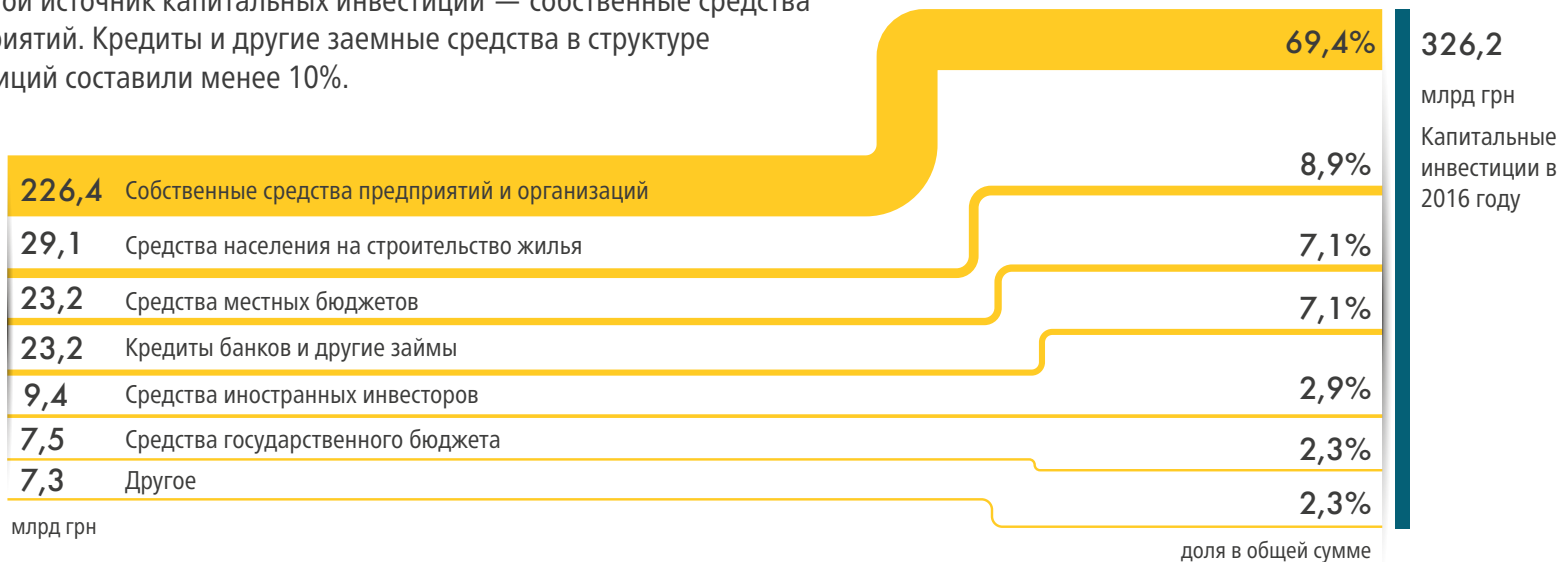 источник капитальных инвестиций — собственные средства
Кредиты и другие заемные средства в структуре
составили менее 10%.
69,4%
326,2
млрд грн
Капитальные
инвестиции в
2016 году
226,4 Собственные средства предприятий и организаций
8,9%
29,1 Средства населения на строительство жилья
7,1%
23,2 Средства местных бюджетов
7,1%
23,2 Кредиты банков и другие займы
2,9%
9,4 Средства иностранных инвесторов
2,3%
7,5 Средства государственного бюджета
2,3%
7,3 Другое
млрд грн
доля в общей сумме